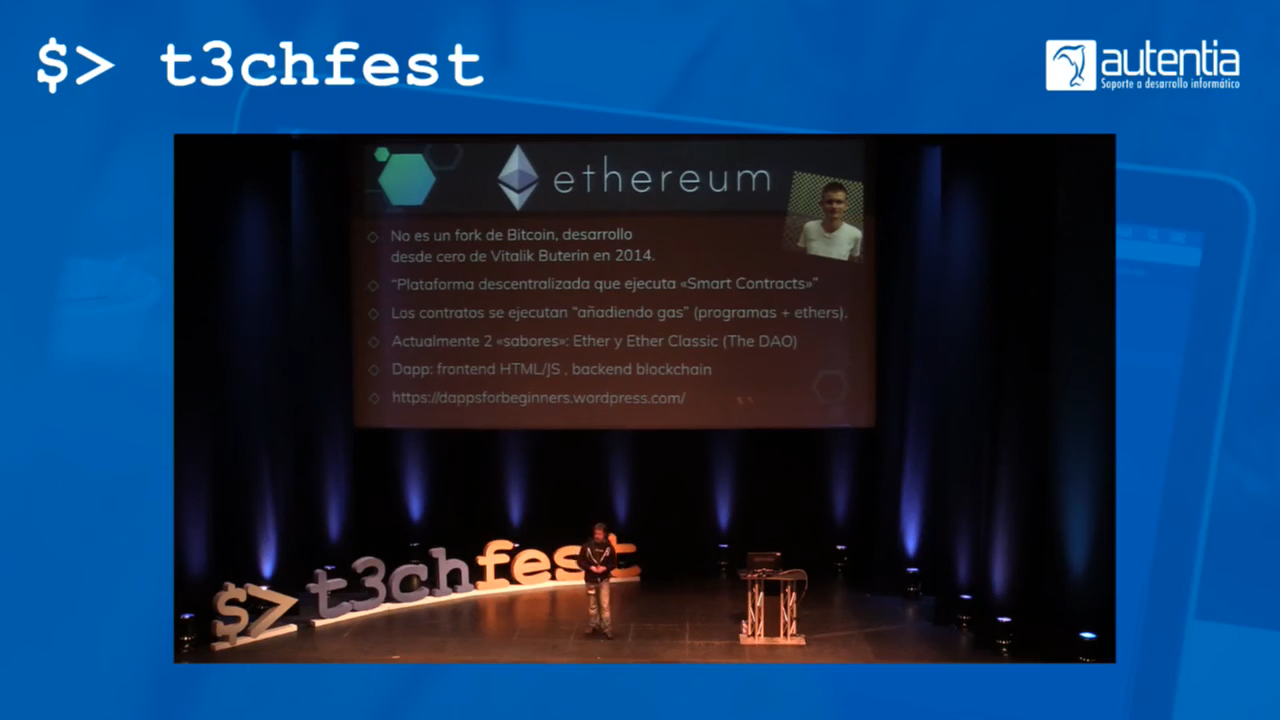 $> t3chfest
autentia
Soporte a desarrollo informático
ethereum
◇ No es un fork de Bitcoin, desarrollo
desde cero de Vitalik Buterin en 2014.
◇ "Plataforma descentralizada que ejecuta «Smart Contracts»"
◇ Los contratos se ejecutan "añadiendo gas" (programas + ethers).
◇ Actualmente 2 «sabores»: Ether y Ether Classic (The DAO)
◇ Dapp: frontend HTML/JS , backend blockchain
◇ https://dappsforbeginners.wordpress.com/
$> t3chfest